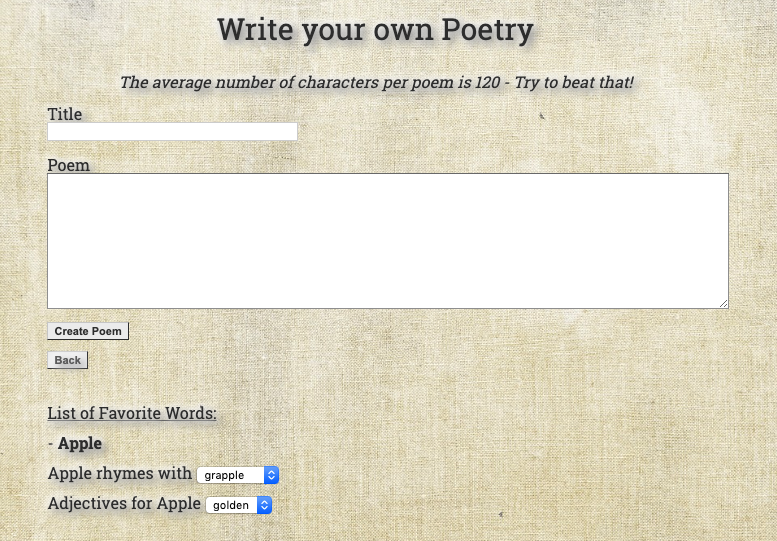 Write your own Poetry
The average number of characters per poem is 120 - Try to beat that!
Title
Poem
Create Poem
Back
List of Favorite Words:
- Apple
Apple rhymes with grapple
Adjectives for Apple golden